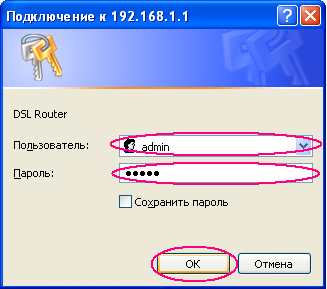 Подключение к 192.168.1.1
DSL Router
Пользователь:
admin
Пароль:
•••••
Сохранить пароль
OK
Отмена